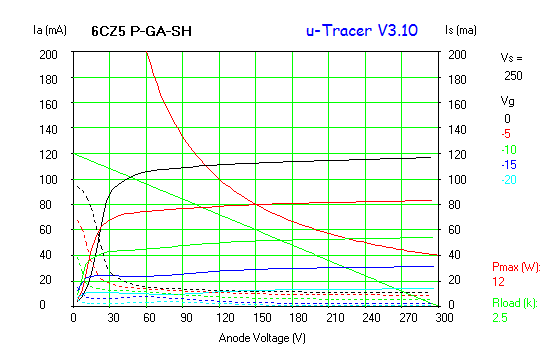 Ia (mA) 6CZ5 P-GA-SH u-Tracer V3.10 Is (ma)
200 200 Vs =
250
160 160 Vg
140 140 0
-5
120 120 -10
-15
100 100 -20
80 80
60 60
40 40
Pmax (W):
20 20 12
Rload (k):
0 0 2.5
0 30 60 90 120 150 180 210 240 270 300
Anode Voltage (V)